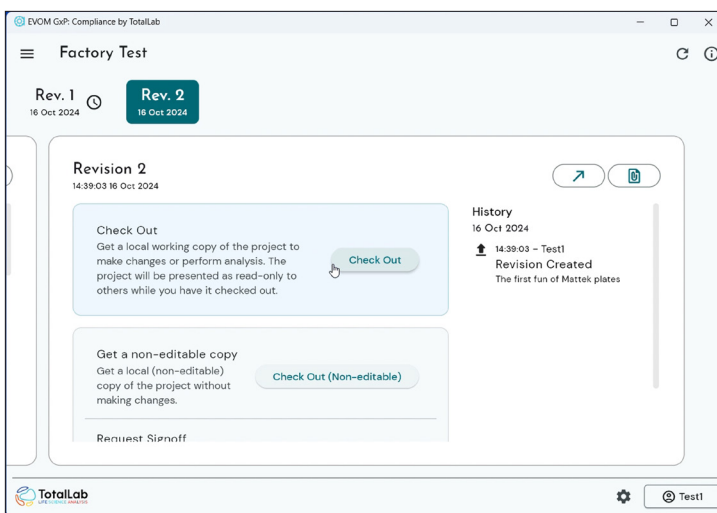 EVOM GxP: Compliance by TotalLab
Factory Test
Rev. 1
16 Oct 2024
Rev. 2
16 Oct 2024
Revision 2
14:39:03 16 Oct 2024
Check Out
Get a local working copy of the project to
make changes or perform analysis. The
project will be presented as read-only to
others while you have it checked out.
Check Out
Get a non-editable copy
Get a local (non-editable)
copy of the project without
making changes.
Check Out (Non-editable)
Request Signoff
History
16 Oct 2024
14:39:03 - Test1
Revision Created
The first fun of Mattek plates
TotalLab
LIFE SCIENCE ANALYSIS
Test1